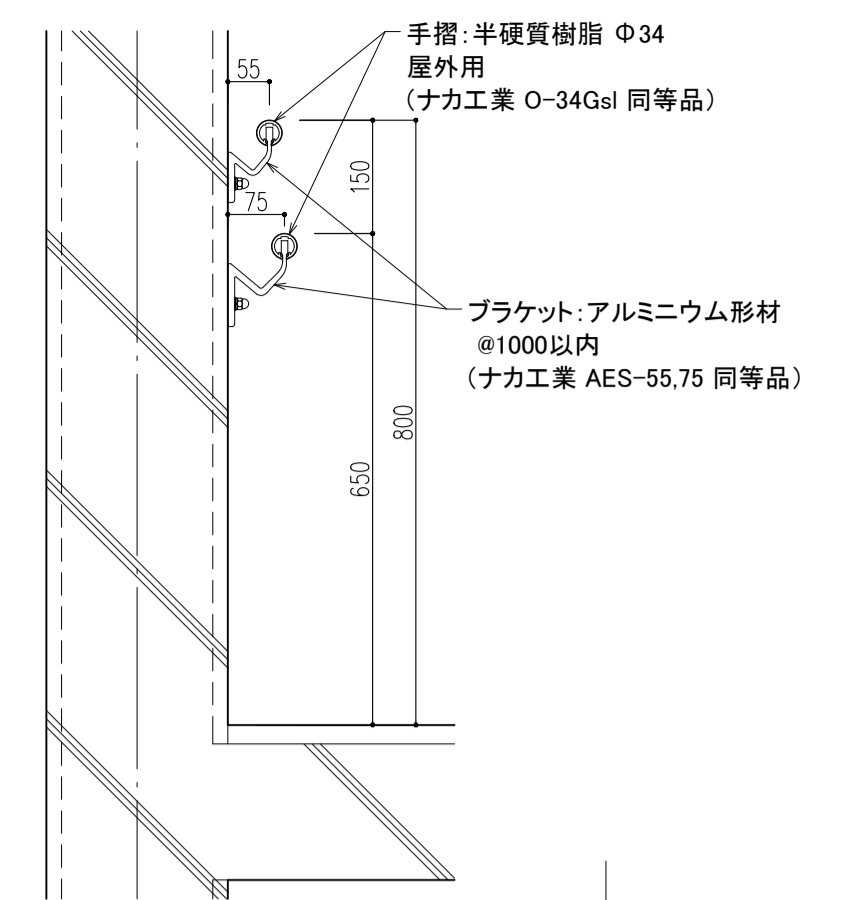 手摺：半硬質樹脂 Φ34
屋外用
（ナカ工業 O-34Gsl 同等品）
55
150
75
ブラケット：アルミニウム形材
@1000以内
（ナカ工業 AES-55,75 同等品）
800
650